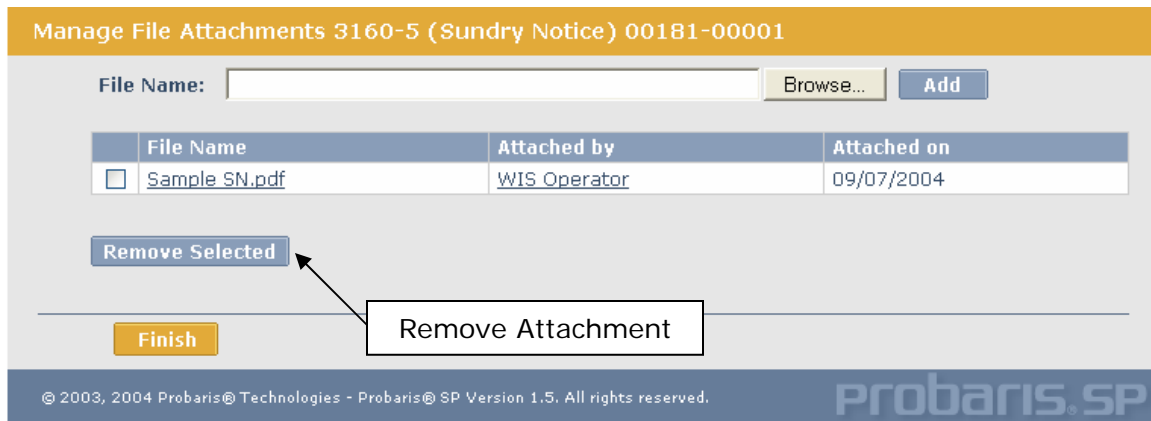 Manage File Attachments 3160-5 (Sundry Notice) 00181-00001
File Name: Browse... Add
File Name Attached by Attached on
Sample SN.pdf WIS Operator 09/07/2004
Remove Selected
Remove Attachment
Finish
© 2003, 2004 Probaris® Technologies - Probaris® SP Version 1.5. All rights reserved. probaris®SP